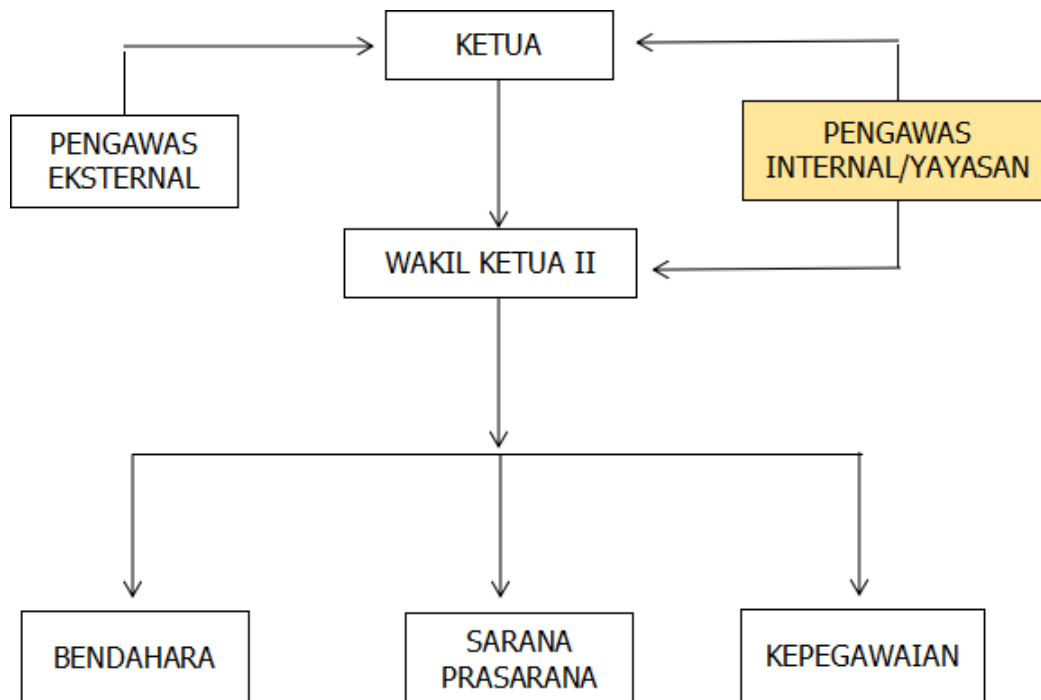 KETUA
PENGAWAS
EKSTERNAL
PENGAWAS
INTERNAL/YAYASAN
WAKIL KETUA II
BENDAHARA
SARANA
PRASARANA
KEPEGAWAIAN